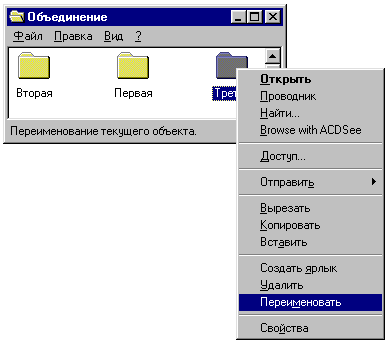 Объединение
Файл Правка Вид ?
Вторая Первая Трет
Переименование текущего объекта.
Открыть
Проводник
Найти...
Browse with ACDSee
Доступ...
Отправить
Вырезать
Копировать
Вставить
Создать ярлык
Удалить
Переименовать
Свойства